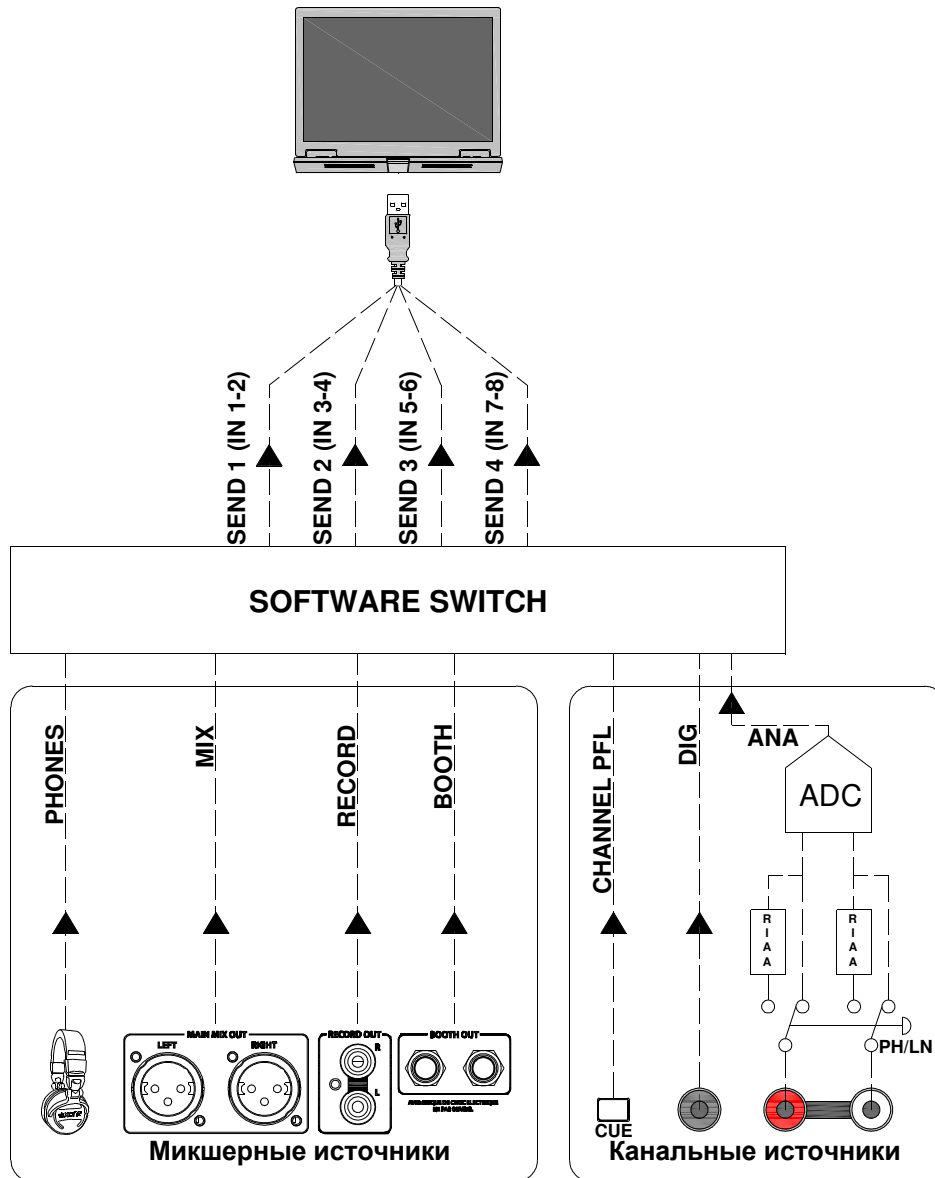 SEND 1 (IN 1-2)
SEND 2 (IN 3-4)
SEND 3 (IN 5-6)
SEND 4 (IN 7-8)
SOFTWARE SWITCH
PHONES
MIX
RECORD
BOOTH
CHANNEL PFL
DIG
ANA
ADC
RIAA
RIAA
MAIN MIX OUT
LEFT
RIGHT
RECORD OUT
R
L
BOOTH OUT
PH/LN
CUE
Микшерные источники
Канальные источники